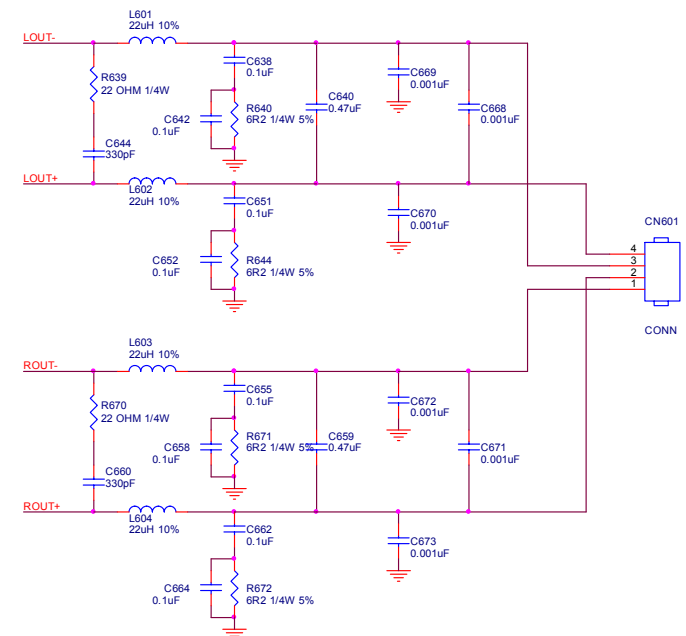 L601
22uH 10%
LOUT-
R639
22 OHM 1/4W
C638
0.1uF
C669
0.001uF
C640
0.47uF
C668
0.001uF
R640
6R2 1/4W 5%
C642
0.1uF
C644
330pF
LOUT+
L602
22uH 10%
C651
0.1uF
C670
0.001uF
C652
0.1uF
R644
6R2 1/4W 5%
CN601
4
3
2
1
CONN
L603
22uH 10%
ROUT-
R670
22 OHM 1/4W
C655
0.1uF
C672
0.001uF
R671
6R2 1/4W 5%
C659
0.47uF
C658
0.1uF
C671
0.001uF
C660
330pF
ROUT+
L604
22uH 10%
C662
0.1uF
C673
0.001uF
C664
0.1uF
R672
6R2 1/4W 5%